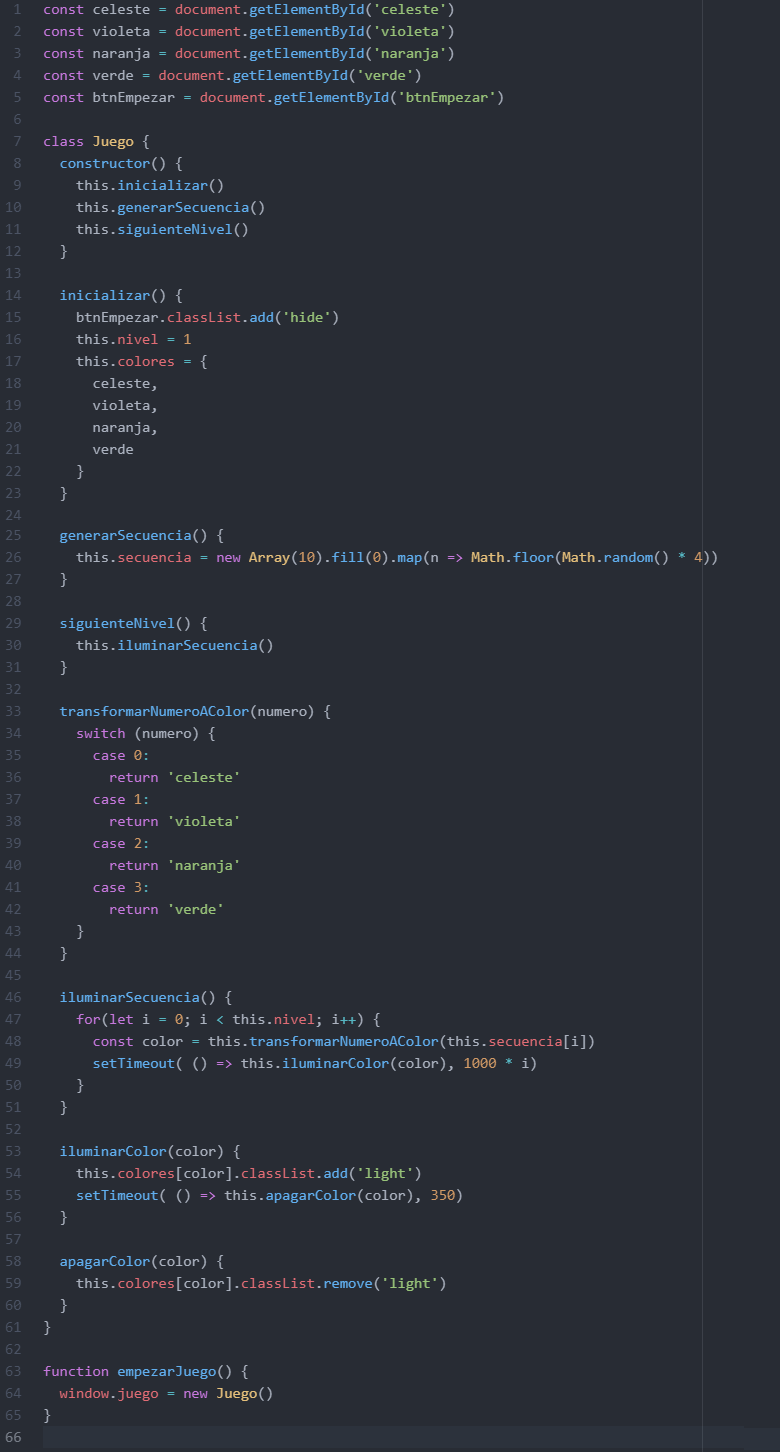 1 const celeste = document.getElementById('celeste')
2 const violeta = document.getElementById('violeta')
3 const naranja = document.getElementById('naranja')
4 const verde = document.getElementById('verde')
5 const btnEmpezar = document.getElementById('btnEmpezar')
6
7 class Juego {
8   constructor() {
9     this.inicializar()
10     this.generarSecuencia()
11     this.siguienteNivel()
12   }
13
14   inicializar() {
15     btnEmpezar.classList.add('hide')
16     this.nivel = 1
17     this.colores = {
18       celeste,
19       violeta,
20       naranja,
21       verde
22     }
23   }
24
25   generarSecuencia() {
26     this.secuencia = new Array(10).fill(0).map(n => Math.floor(Math.random() * 4))
27   }
28
29   siguienteNivel() {
30     this.iluminarSecuencia()
31   }
32
33   transformarNumeroAColor(numero) {
34     switch (numero) {
35       case 0:
36         return 'celeste'
37       case 1:
38         return 'violeta'
39       case 2:
40         return 'naranja'
41       case 3:
42         return 'verde'
43     }
44   }
45
46   iluminarSecuencia() {
47     for(let i = 0; i < this.nivel; i++) {
48       const color = this.transformarNumeroAColor(this.secuencia[i])
49       setTimeout( () => this.iluminarColor(color), 1000 * i)
50     }
51   }
52
53   iluminarColor(color) {
54     this.colores[color].classList.add('light')
55     setTimeout( () => this.apagarColor(color), 350)
56   }
57
58   apagarColor(color) {
59     this.colores[color].classList.remove('light')
60   }
61 }
62
63 function empezarJuego() {
64   window.juego = new Juego()
65 }
66